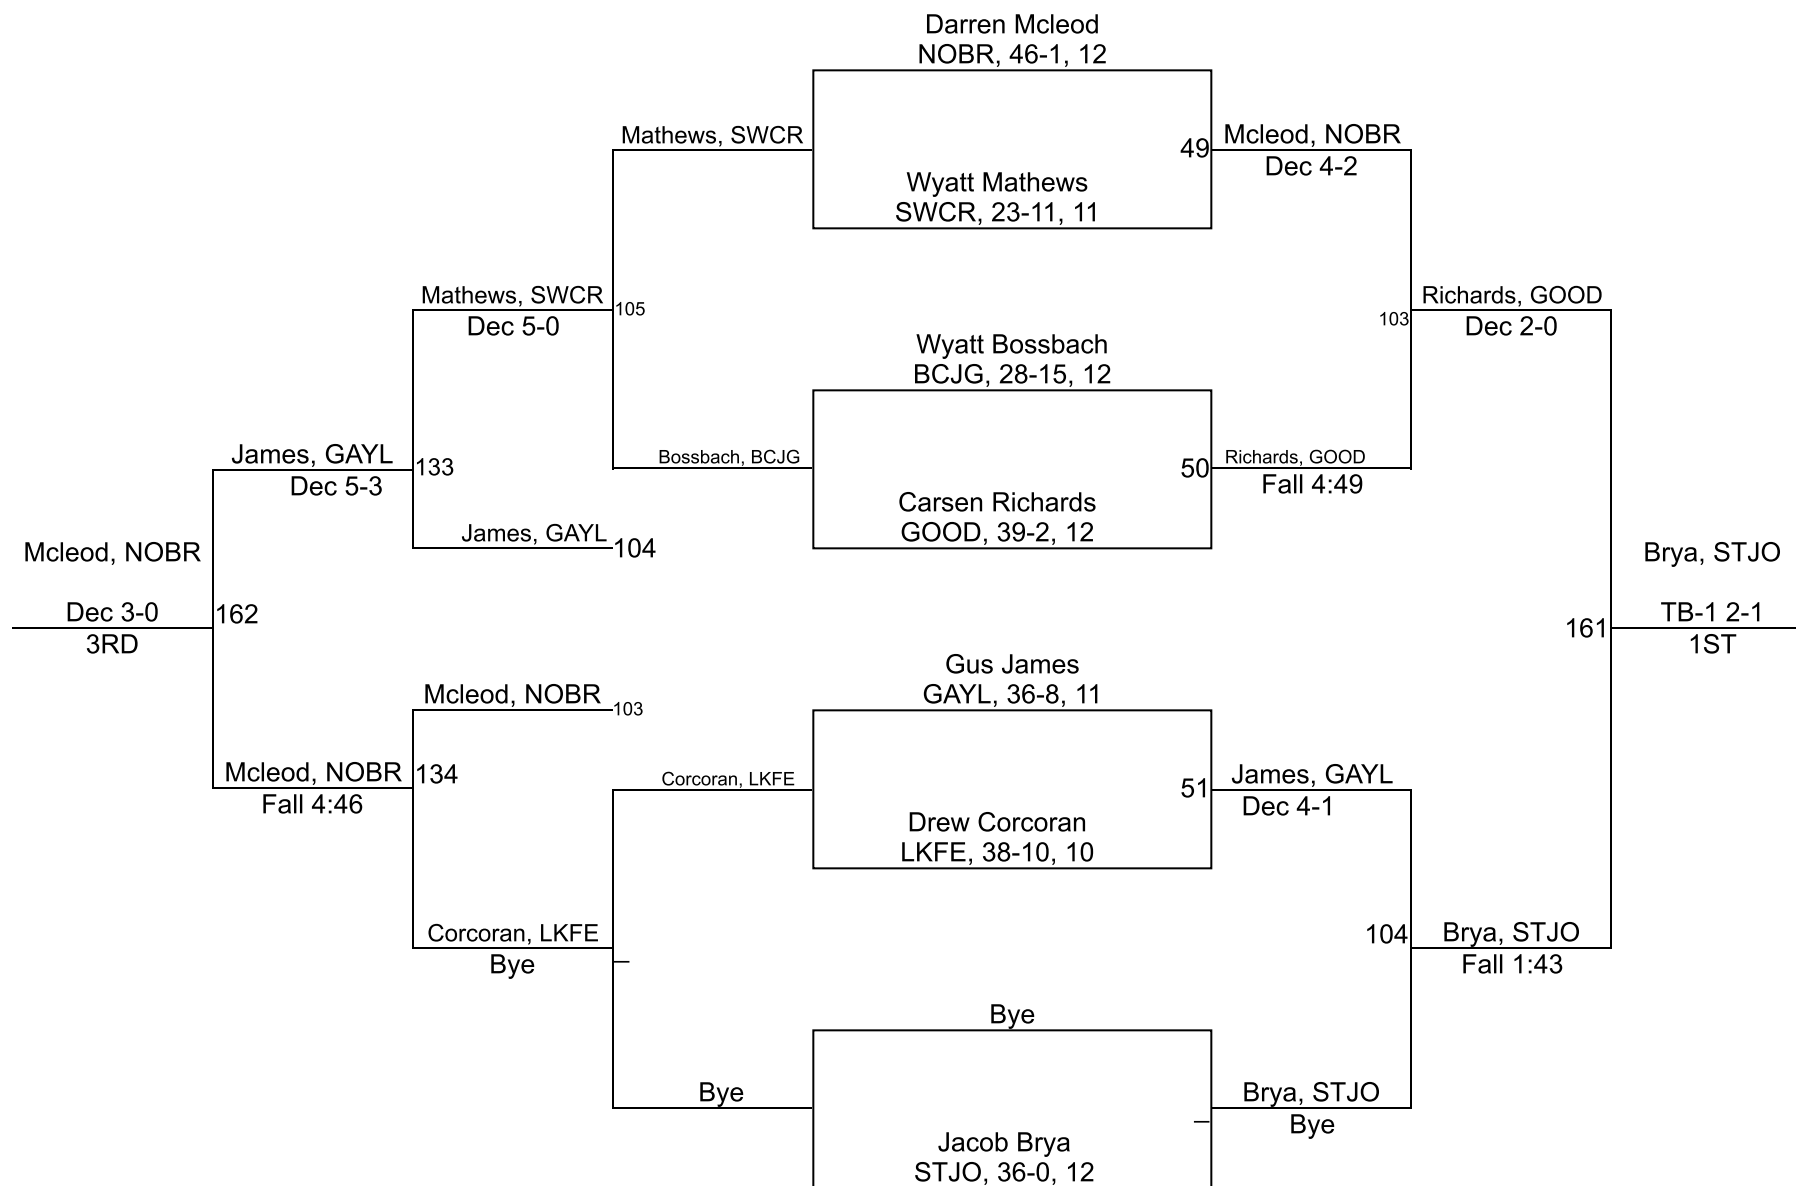 Darren Mcleod
NOBR, 46-1, 12
Mathews, SWCR
49
Mcleod, NOBR
Dec 4-2
Wyatt Mathews
SWCR, 23-11, 11
Mathews, SWCR
Dec 5-0
105
103
Richards, GOOD
Dec 2-0
Wyatt Bossbach
BCJG, 28-15, 12
James, GAYL
Dec 5-3
133
Bossbach, BCJG
50
Richards, GOOD
Fall 4:49
Carsen Richards
GOOD, 39-2, 12
James, GAYL
104
Mcleod, NOBR
Dec 3-0
3RD
162
Brya, STJO
161
TB-1 2-1
1ST
Gus James
GAYL, 36-8, 11
Mcleod, NOBR
103
Mcleod, NOBR
Fall 4:46
134
Corcoran, LKFE
51
James, GAYL
Dec 4-1
Drew Corcoran
LKFE, 38-10, 10
Corcoran, LKFE
Bye
104
Brya, STJO
Fall 1:43
Bye
Bye
Brya, STJO
Bye
Jacob Brya
STJO, 36-0, 12